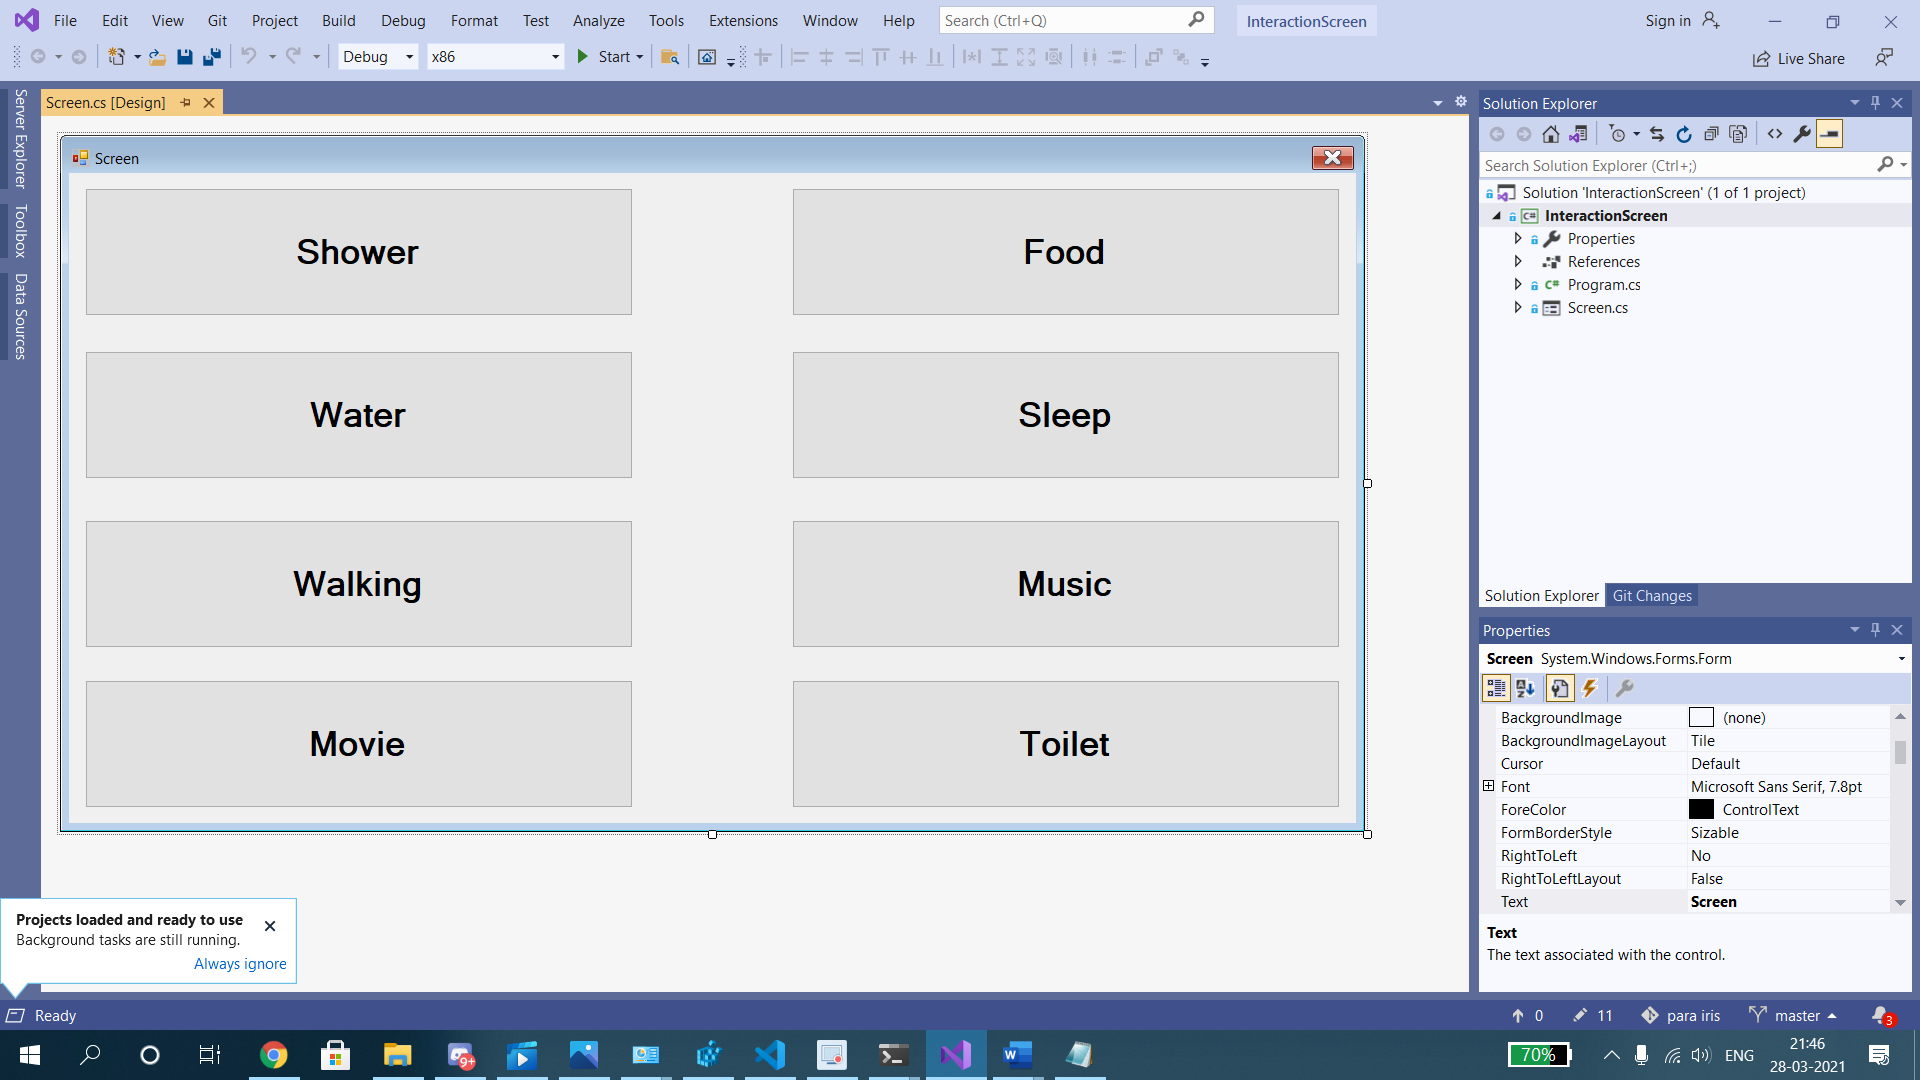 File Edit View Git Project Build Debug Format Test Analyze Tools Extensions Window Help Search (Ctrl+Q) InteractionScreen Sign in
Debug x86 Start Live Share
Server Explorer
Toolbox
Data Sources
Screen.cs [Design]
Screen
Shower Food
Water Sleep
Walking Music
Movie Toilet
Solution Explorer
Search Solution Explorer (Ctrl+;)
Solution 'InteractionScreen' (1 of 1 project)
C# InteractionScreen
Properties
References
C# Program.cs
Screen.cs
Solution Explorer Git Changes
Properties
Screen System.Windows.Forms.Form
BackgroundImage (none)
BackgroundImageLayout Tile
Cursor Default
Font Microsoft Sans Serif, 7.8pt
ForeColor ControlText
FormBorderStyle Sizable
RightToLeft No
RightToLeftLayout False
Text Screen
Text
The text associated with the control.
Projects loaded and ready to use
Background tasks are still running.
Always ignore
Ready 0 11 para iris master 3
9+ 70% ENG 21:46
28-03-2021